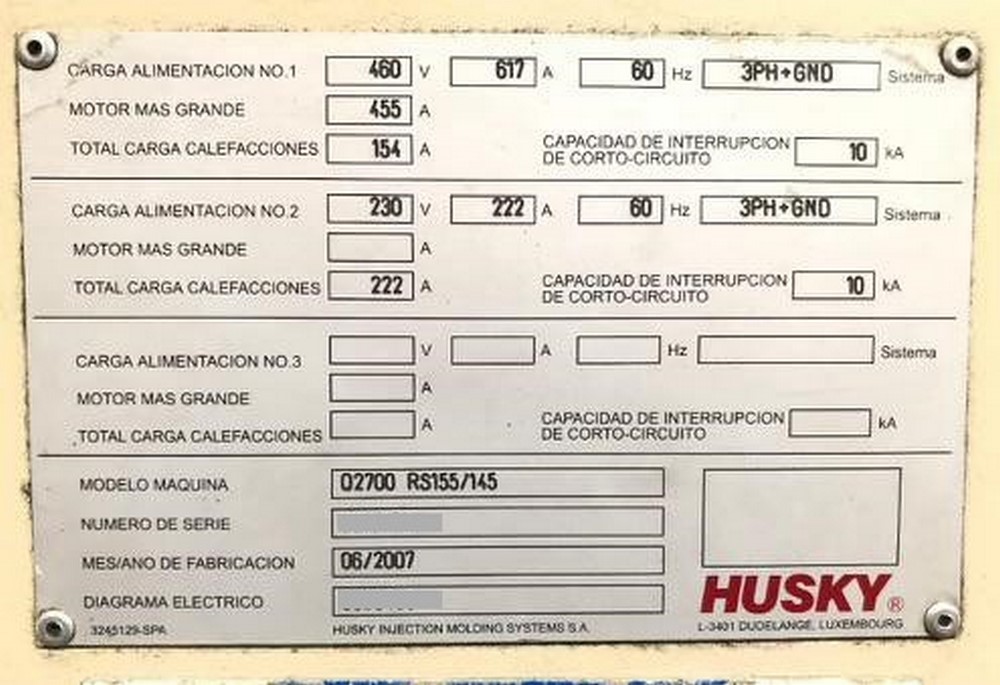 CARGA ALIMENTACION NO.1 460 V 617 A 60 Hz 3PH+GND Sistema
MOTOR MAS GRANDE 455 A
TOTAL CARGA CALEFACCIONES 154 A CAPACIDAD DE INTERRUPCION
DE CORTO-CIRCUITO 10 kA
CARGA ALIMENTACION NO.2 230 V 222 A 60 Hz 3PH+GND Sistema
MOTOR MAS GRANDE A
TOTAL CARGA CALEFACCIONES 222 A CAPACIDAD DE INTERRUPCION
DE CORTO-CIRCUITO 10 kA
CARGA ALIMENTACION NO.3 V A Hz Sistema
MOTOR MAS GRANDE A
TOTAL CARGA CALEFACCIONES A CAPACIDAD DE INTERRUPCION
DE CORTO-CIRCUITO kA
MODELO MAQUINA Q2700 RS155/145
NUMERO DE SERIE
MES/ANO DE FABRICACION 06/2007
DIAGRAMA ELECTRICO
HUSKY®
3245129-SPA HUSKY INJECTION MOLDING SYSTEMS S.A. L-3401 DUDELANGE, LUXEMBOURG